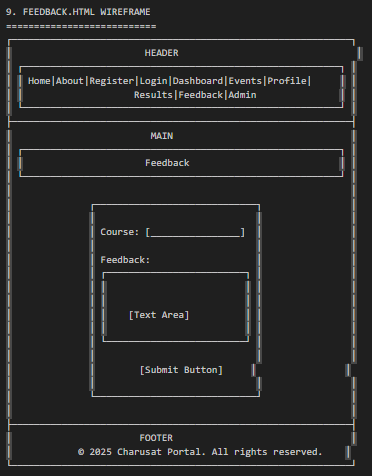 9. FEEDBACK.HTML WIREFRAME
===========================
HEADER
Home|About|Register|Login|Dashboard|Events|Profile|
Results|Feedback|Admin
MAIN
Feedback
Course: [________________]
Feedback:
[Text Area]
[Submit Button]
FOOTER
© 2025 Charusat Portal. All rights reserved.